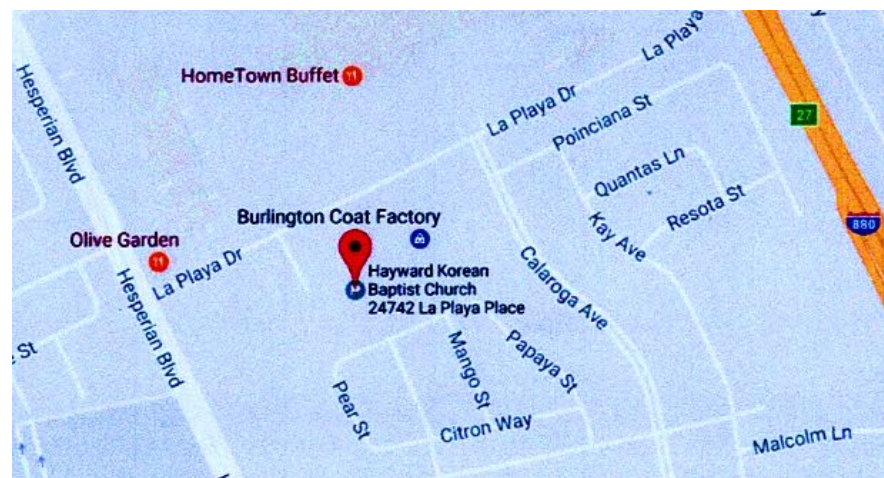 La Playa
HomeTown Buffet
La Playa Dr
Poinciana St
27
Hesperian Blvd
Quantas Ln
Resota St
Burlington Coat Factory
Kay Ave
880
Olive Garden
La Playa Dr
Hayward Korean
Baptist Church
24742 La Playa Place
Calaroga Ave
Hesperian Blvd
St
Mango St
Papaya St
Pear St
Citron Way
Malcolm Ln